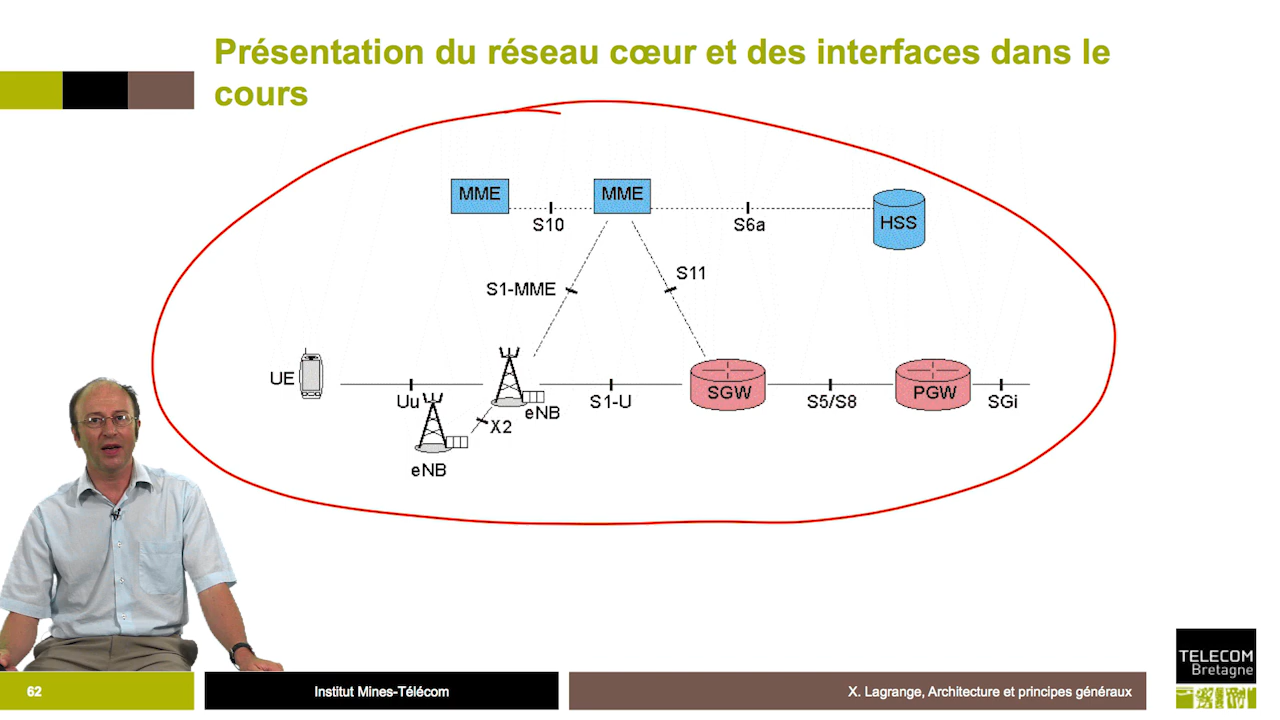 Présentation du réseau cœur et des interfaces dans le
cours
MME
MME
HSS
S10
S6a
S1-MME
S11
UE
Uu
eNB
X2
eNB
S1-U
SGW
S5/S8
PGW
SGi
62
Institut Mines-Télécom
X. Lagrange, Architecture et principes généraux
TELECOM
Bretagne